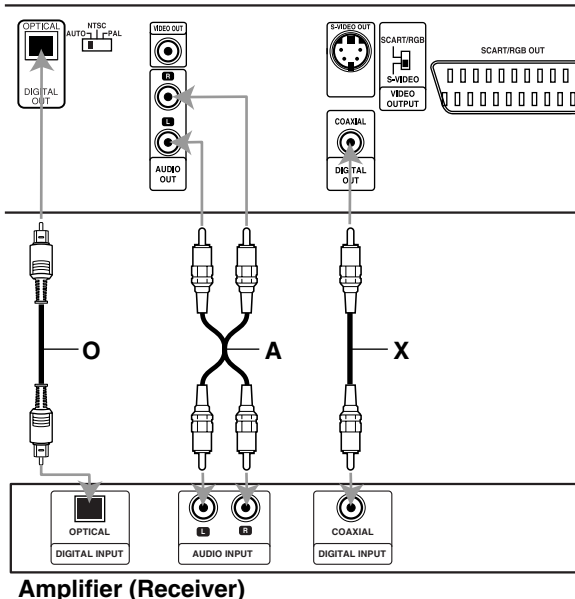 OPTICAL
DIGITAL
OUT
NTSC
AUTO PAL
VIDEO OUT
R
L
AUDIO
OUT
S-VIDEO OUT
SCART/RGB
S-VIDEO
VIDEO
OUTPUT
COAXIAL
DIGITAL
OUT
SCART/RGB OUT
O
A
X
OPTICAL
DIGITAL INPUT
L R
AUDIO INPUT
COAXIAL
DIGITAL INPUT
Amplifier (Receiver)